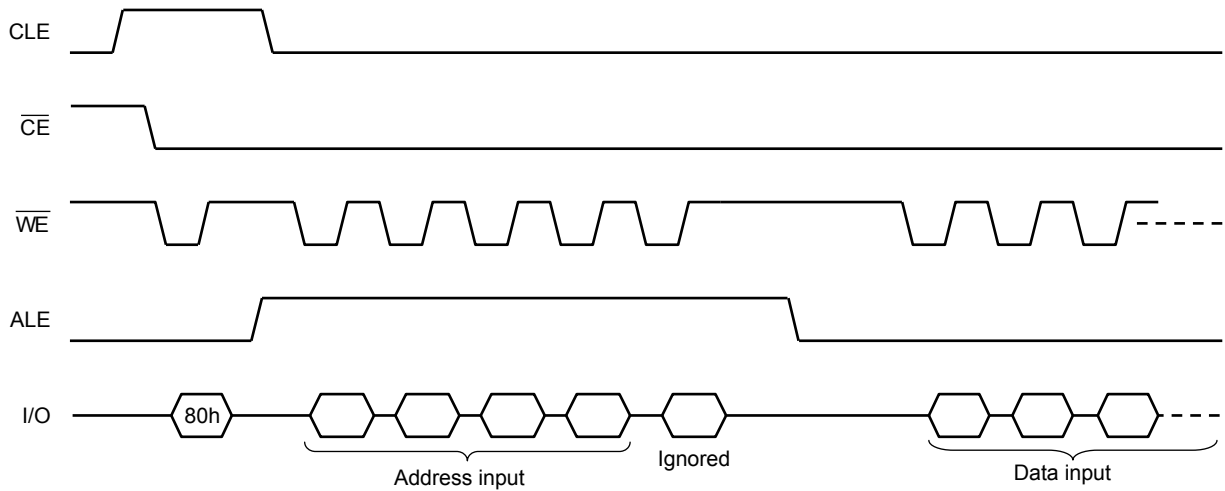 CLE
CE
WE
ALE
I/O
80h
Address input
Ignored
Data input